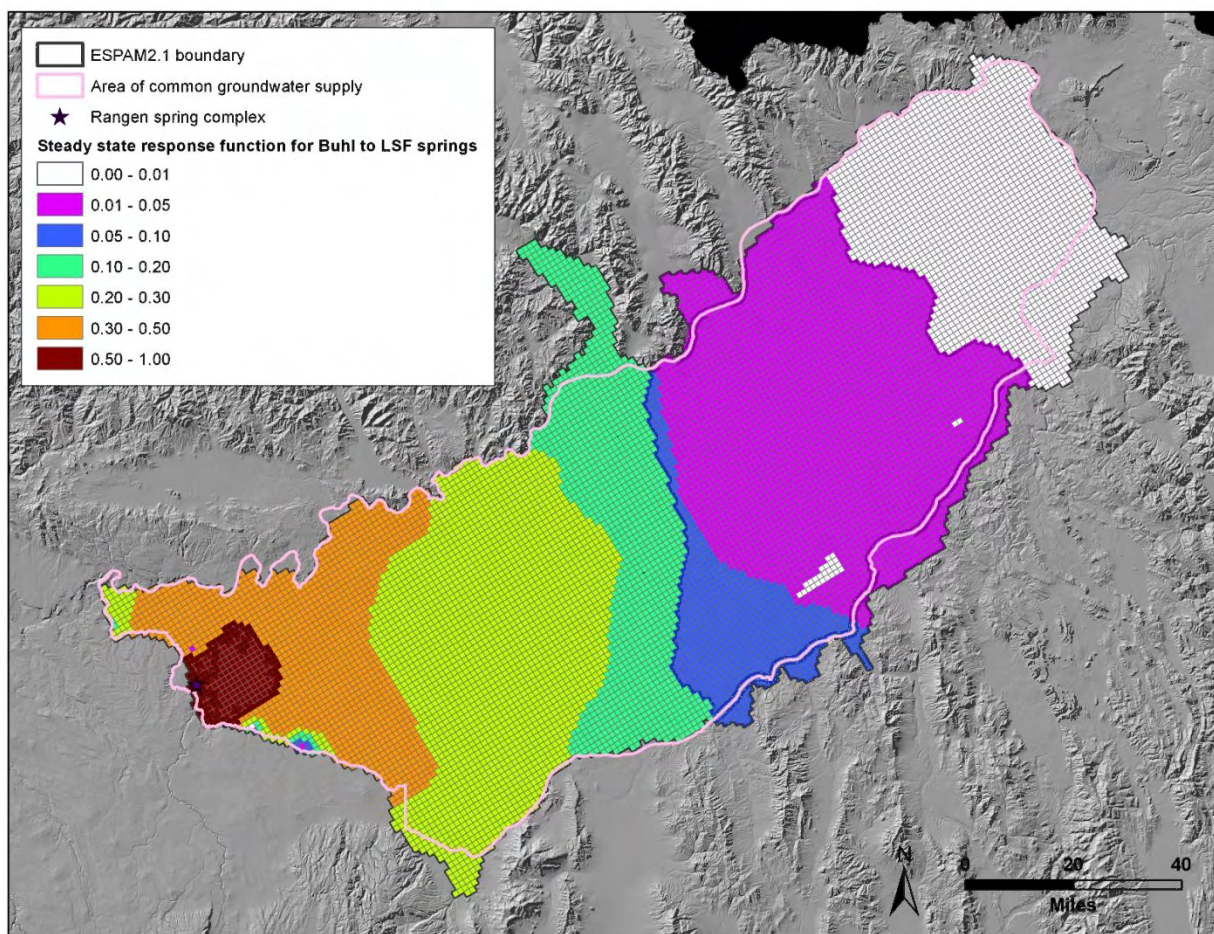 ESPAM2.1 boundary
Area of common groundwater supply
Rangen spring complex
Steady state response function for Buhl to LSF springs
0.00 - 0.01
0.01 - 0.05
0.05 - 0.10
0.10 - 0.20
0.20 - 0.30
0.30 - 0.50
0.50 - 1.00
N
0 20 40
Miles